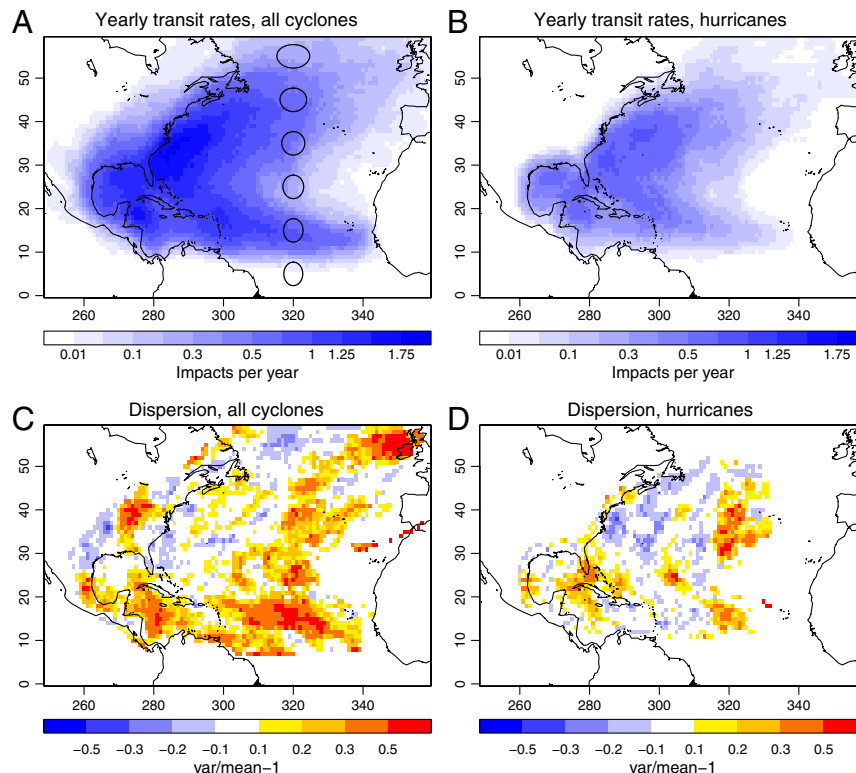 A Yearly transit rates, all cyclones
50
40
30
20
10
0
260 280 300 320 340
0.01 0.1 0.3 0.5 1 1.25 1.75
Impacts per year
B Yearly transit rates, hurricanes
50
40
30
20
10
0
260 280 300 320 340
0.01 0.1 0.3 0.5 1 1.25 1.75
Impacts per year
C Dispersion, all cyclones
50
40
30
20
10
0
260 280 300 320 340
−0.5 −0.3 −0.2 −0.1 0.1 0.2 0.3 0.5
var/mean−1
D Dispersion, hurricanes
50
40
30
20
10
0
260 280 300 320 340
−0.5 −0.3 −0.2 −0.1 0.1 0.2 0.3 0.5
var/mean−1